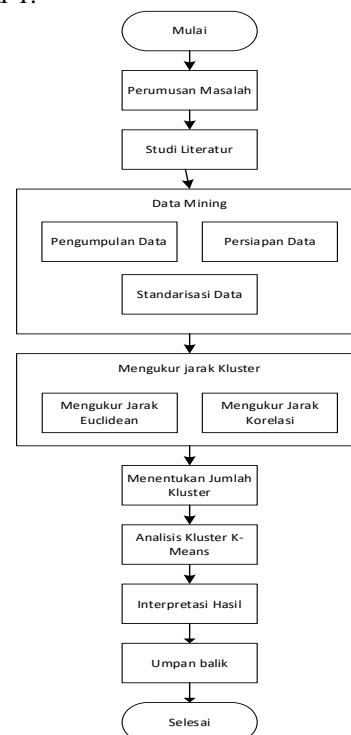 Mulai
Perumusan Masalah
Studi Literatur
Data Mining
Pengumpulan Data
Persiapan Data
Standarisasi Data
Mengukur jarak Kluster
Mengukur Jarak
Euclidean
Mengukur Jarak
Korelasi
Menentukan Jumlah
Kluster
Analisis Kluster K-
Means
Interpretasi Hasil
Umpan balik
Selesai